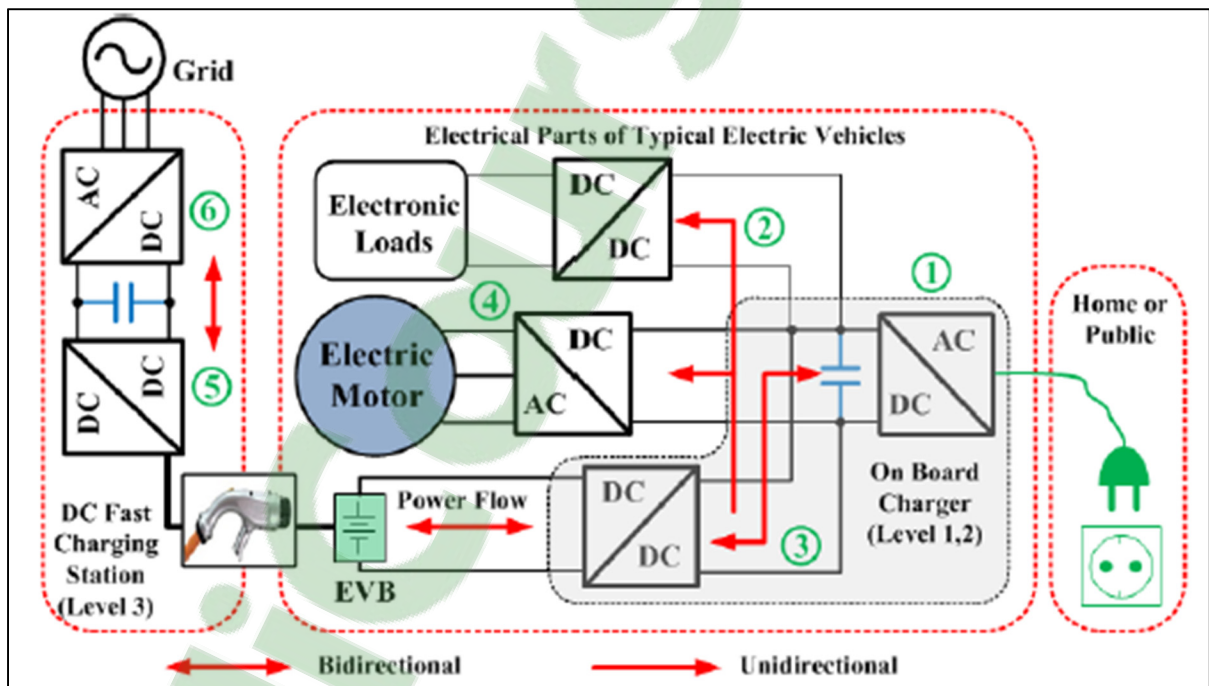 Grid
Electrical Parts of Typical Electric Vehicles
AC
DC
⑥
DC
DC
⑤
DC Fast
Charging
Station
(Level 3)
Electronic
Loads
DC
DC
②
④
Electric
Motor
DC
AC
①
AC
DC
On Board
Charger
(Level 1,2)
Power Flow
EVB
DC
DC
③
Home or
Public
Bidirectional
Unidirectional